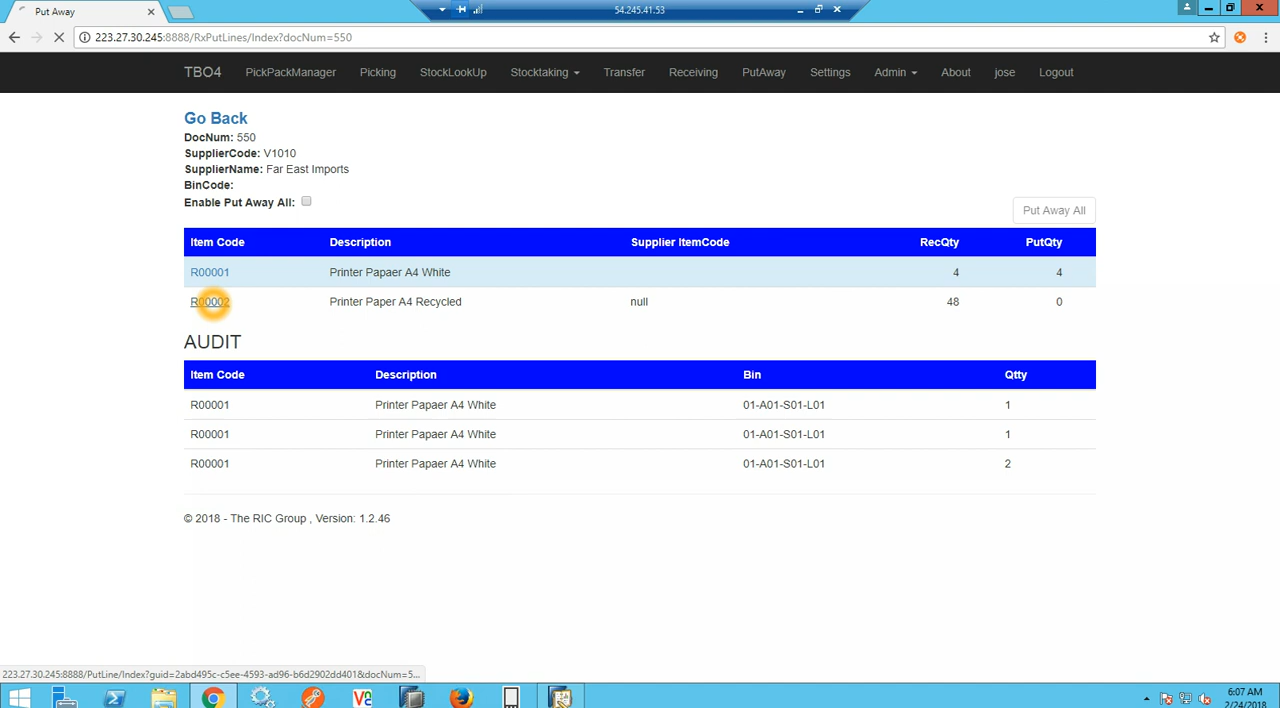 Put Away
54.245.41.53
223.27.30.245:8888/RxPutLines/Index?docNum=550
TBO4 PickPackManager Picking StockLookUp Stocktaking Transfer Receiving PutAway Settings Admin About jose Logout
Go Back
DocNum: 550
SupplierCode: V1010
SupplierName: Far East Imports
BinCode:
Enable Put Away All:
Put Away All
Item Code Description Supplier ItemCode RecQty PutQty
R00001 Printer Papaer A4 White 4 4
R00002 Printer Paper A4 Recycled null 48 0
AUDIT
Item Code Description Bin Qtty
R00001 Printer Papaer A4 White 01-A01-S01-L01 1
R00001 Printer Papaer A4 White 01-A01-S01-L01 1
R00001 Printer Papaer A4 White 01-A01-S01-L01 2
© 2018 - The RIC Group , Version: 1.2.46
223.27.30.245:8888/PutLine/Index?guid=2abd495c-c5ee-4593-ad96-b6d2902dd401&docNum=5...
6:07 AM
2/24/2018